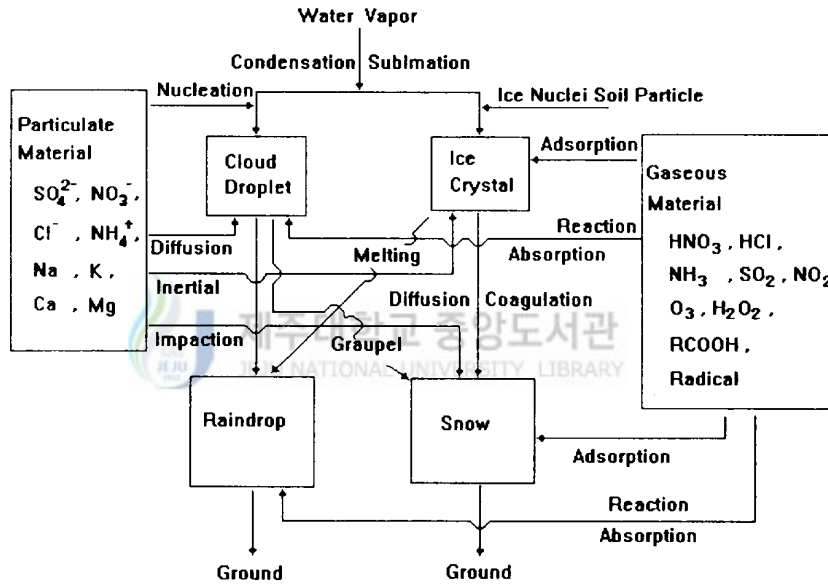 Water Vapor
Condensation Sublmation
Nucleation
Ice Nuclei Soil Particle
Particulate
Material
SO₄²⁻, NO₃⁻,
Cl⁻ , NH₄⁺,
Na , K,
Ca , Mg
Cloud
Droplet
Ice
Crystal
Adsorption
Gaseous
Material
HNO₃, HCl,
NH₃ , SO₂, NO₂
O₃, H₂O₂,
RCOOH,
Radical
Reaction
Absorption
Diffusion
Melting
Inertial
Diffusion Coagulation
Impaction
Graupel
제주대학교 중앙도서관
JEJU NATIONAL UNIVERSITY LIBRARY
JEJU
1952
Raindrop
Snow
Adsorption
Reaction
Absorption
Ground
Ground